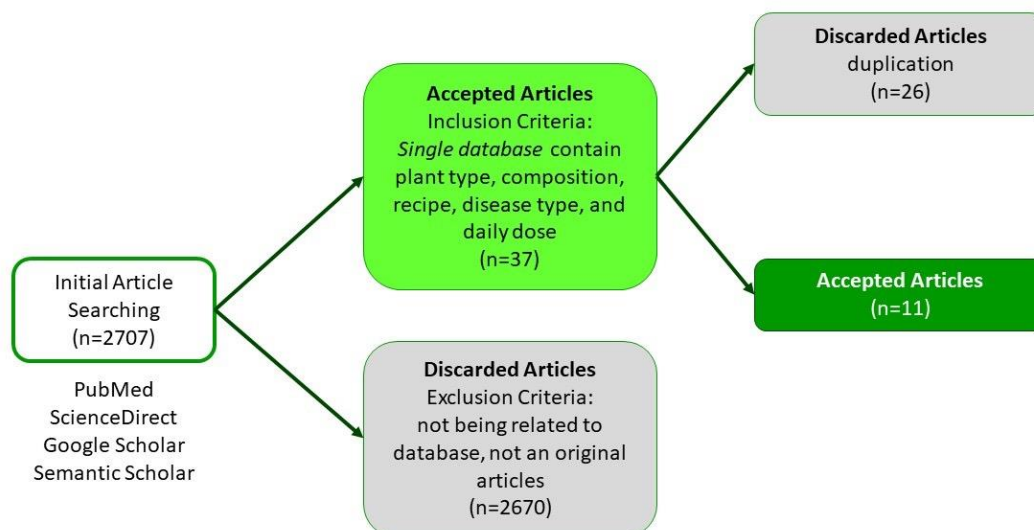 Initial Article
Searching
(n=2707)
PubMed
ScienceDirect
Google Scholar
Semantic Scholar
Accepted Articles
Inclusion Criteria:
Single database contain
plant type, composition,
recipe, disease type, and
daily dose
(n=37)
Discarded Articles
Exclusion Criteria:
not being related to
database, not an original
articles
(n=2670)
Discarded Articles
duplication
(n=26)
Accepted Articles
(n=11)